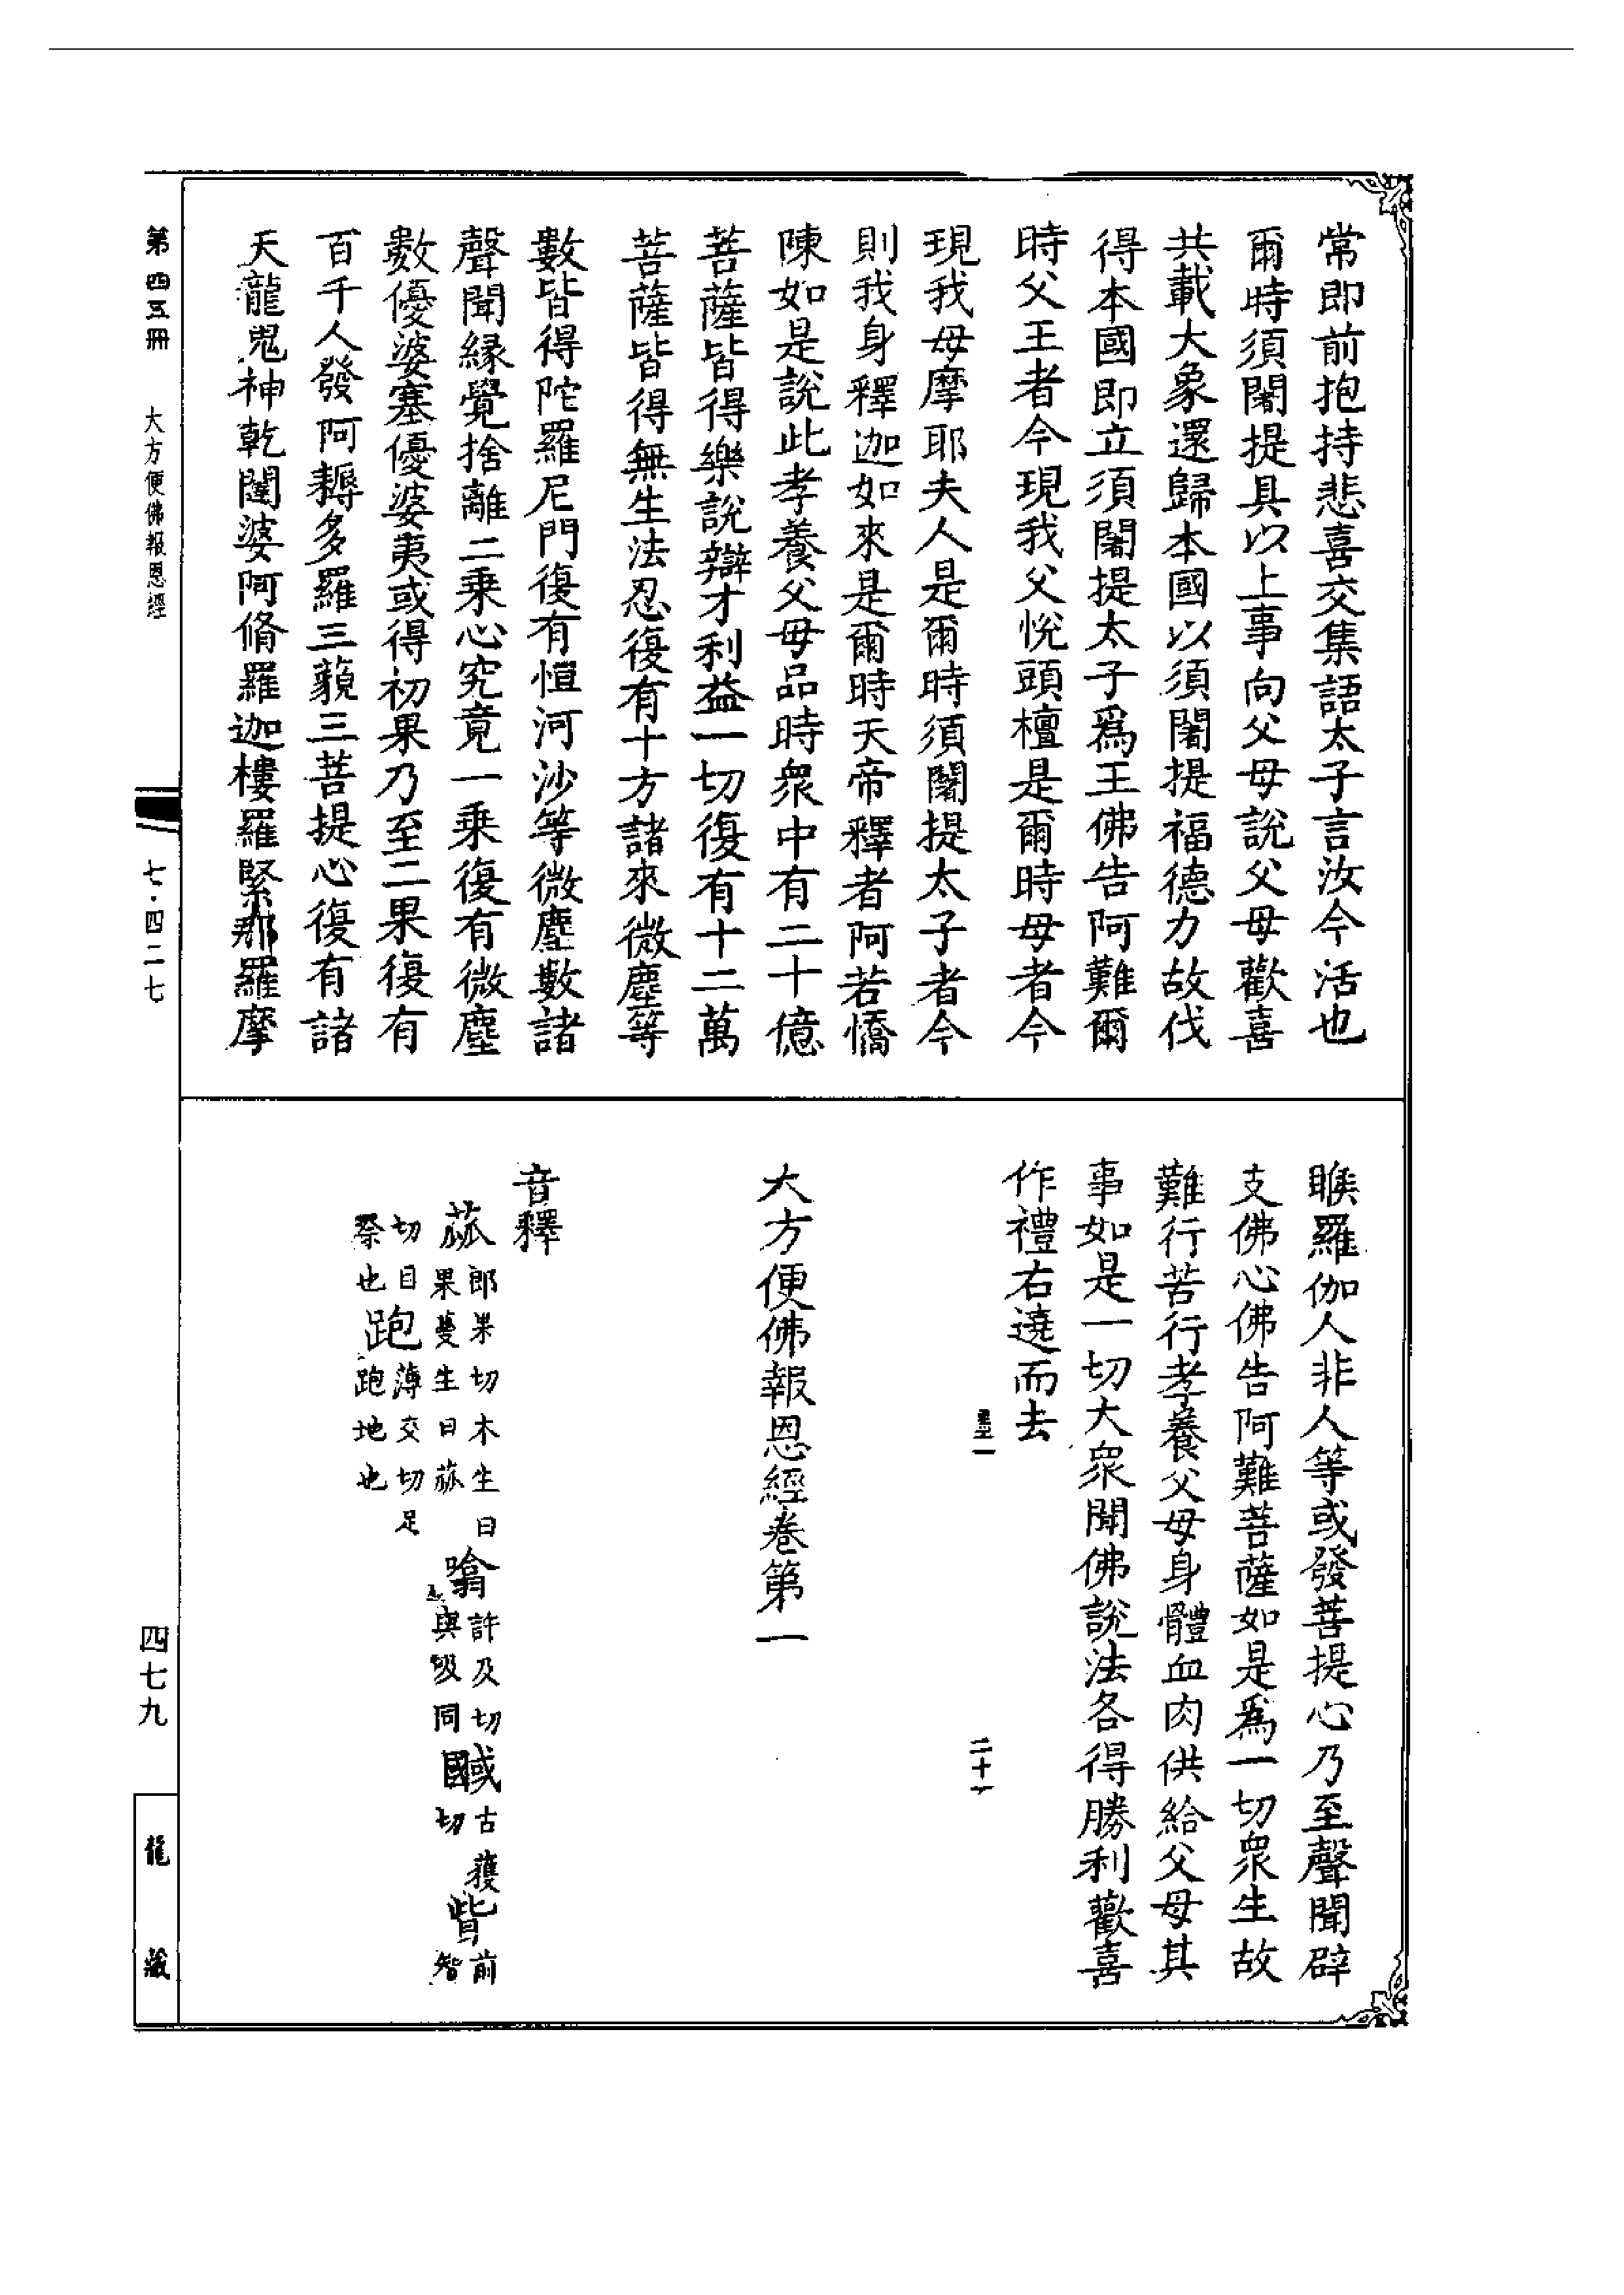 常即前抱持悲喜交集語太子言汝今活也
爾時須闍提具以上事向父母說父母歡喜
共載大象還歸本國以須闍提福德力故伐
得本國即立須闍提太子爲王佛告阿難爾
時父王者今現我父悅頭檀是爾時母者今
現我母摩耶夫人是爾時須闍提太子者今
則我身釋迦如來是爾時天帝釋者阿若憍
陳如是說此孝養父母品時衆中有二十億
菩薩皆得樂說辯才利益一切復有十二萬
菩薩皆得無生法忍復有十方諸來微塵等
數皆得陀羅尼門復有恒河沙等微塵數諸
聲聞緣覺捨離二乘心究竟一乘復有微塵
數優婆塞優婆夷或得初果乃至二果復有
百千人發阿耨多羅三藐三菩提心復有諸
天龍鬼神乾闥婆阿脩羅迦樓羅緊那羅摩
睺羅伽人非人等或發菩提心乃至聲聞辟
支佛心佛告阿難菩薩如是爲一切衆生故
難行苦行孝養父母身體血肉供給父母其
事如是一切大衆聞佛說法各得勝利歡喜
作禮右遶而去
二十一
大方便佛報恩經卷第一
音釋
蓏郎果切木生曰果蔓生曰蓏 噏許及切與吸同 馘古獲切 眥前智
切目祭也 跑薄交切足跑地也
第四五冊 大方便佛報恩經
七·四二七
四七九
龍藏